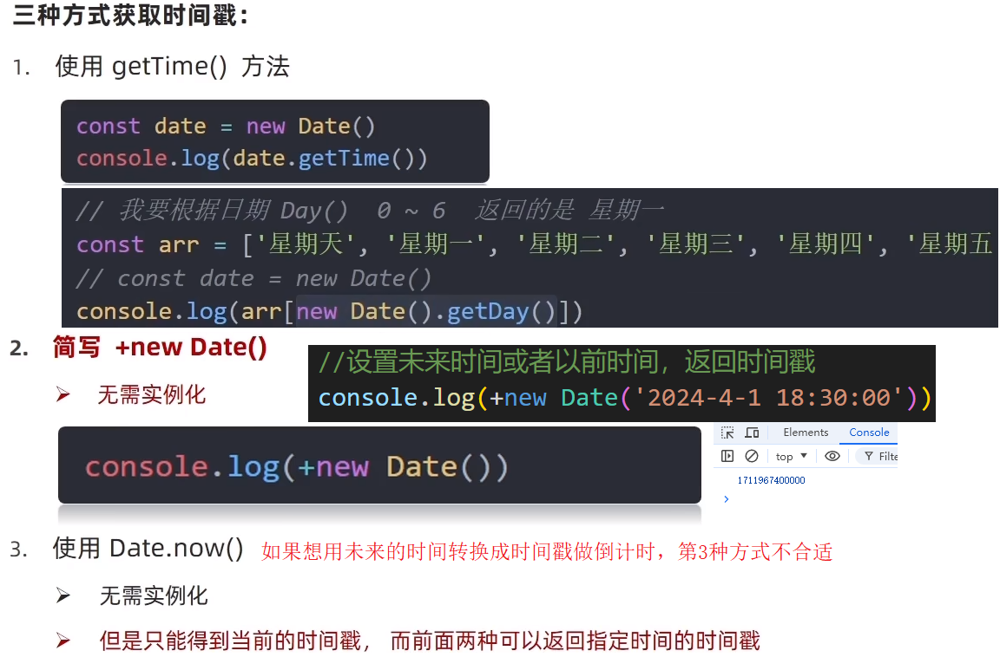 三种方式获取时间戳：
1. 使用 getTime() 方法
const date = new Date()
console.log(date.getTime())
// 我要根据日期 Day() 0 ~ 6 返回的是 星期一
const arr = ['星期天', '星期一', '星期二', '星期三', '星期四', '星期五
// const date = new Date()
console.log(arr[new Date().getDay()])
2. 简写 +new Date()
➢ 无需实例化
//设置未来时间或者以前时间，返回时间戳
console.log(+new Date('2024-4-1 18:30:00'))
console.log(+new Date())
Elements Console
top ▼ Filte
1711967400000
›
3. 使用 Date.now() 如果想用未来的时间转换成时间戳做倒计时，第3种方式不合适
➢ 无需实例化
➢ 但是只能得到当前的时间戳， 而前面两种可以返回指定时间的时间戳